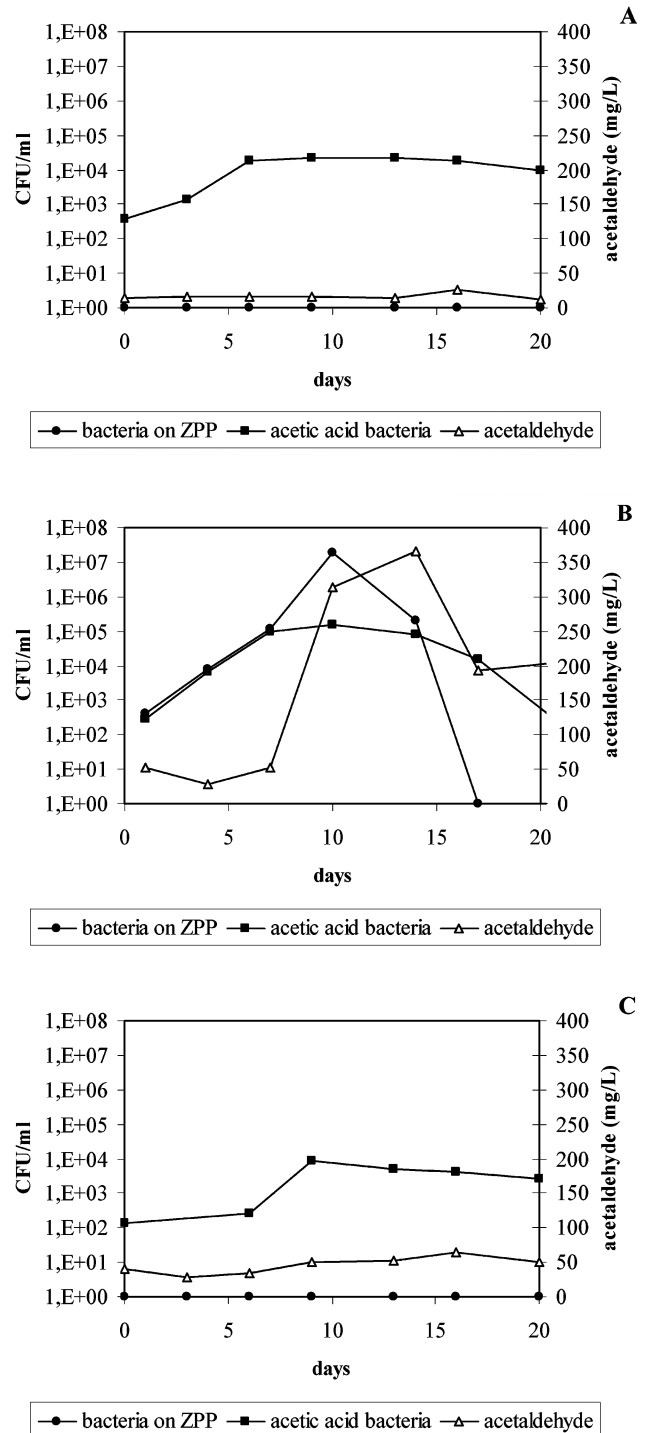 A
1,E+08 400
1,E+07 350
1,E+06 300
1,E+05 250
1,E+04 200
1,E+03 150
1,E+02 100
1,E+01 50
1,E+00 0
CFU/ml
acetaldehyde (mg/L)
0 5 10 15 20
days
bacteria on ZPP acetic acid bacteria acetaldehyde
B
1,E+08 400
1,E+07 350
1,E+06 300
1,E+05 250
1,E+04 200
1,E+03 150
1,E+02 100
1,E+01 50
1,E+00 0
CFU/ml
acetaldehyde (mg/L)
0 5 10 15 20
days
bacteria on ZPP acetic acid bacteria acetaldehyde
C
1,E+08 400
1,E+07 350
1,E+06 300
1,E+05 250
1,E+04 200
1,E+03 150
1,E+02 100
1,E+01 50
1,E+00 0
CFU/ml
acetaldehyde (mg/L)
0 5 10 15 20
days
bacteria on ZPP acetic acid bacteria acetaldehyde